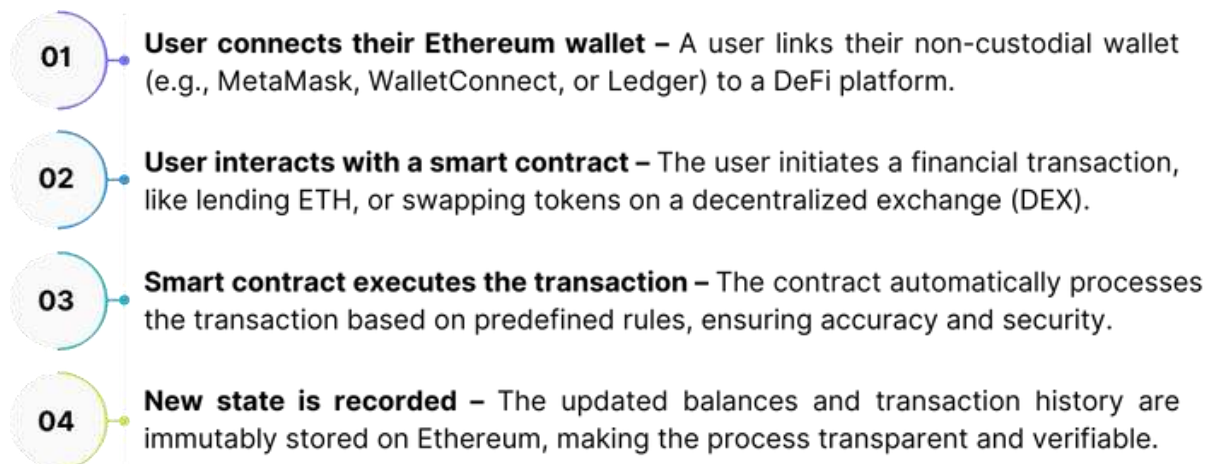 01
User connects their Ethereum wallet – A user links their non-custodial wallet
(e.g., MetaMask, WalletConnect, or Ledger) to a DeFi platform.
02
User interacts with a smart contract – The user initiates a financial transaction,
like lending ETH, or swapping tokens on a decentralized exchange (DEX).
03
Smart contract executes the transaction – The contract automatically processes
the transaction based on predefined rules, ensuring accuracy and security.
04
New state is recorded – The updated balances and transaction history are
immutably stored on Ethereum, making the process transparent and verifiable.